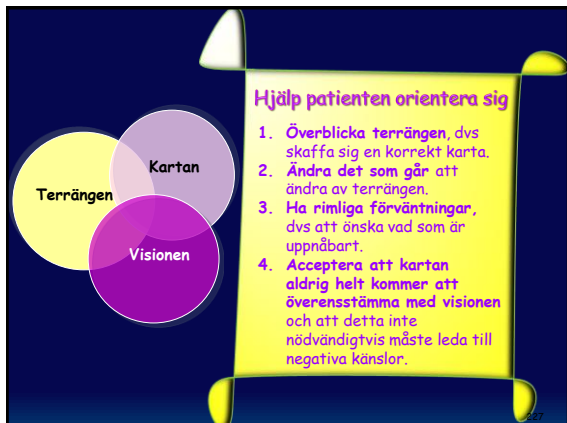 Hjälp patienten orientera sig
Kartan
Terrängen
Visionen
1. Överblicka terrängen, dvs
skaffa sig en korrekt karta.
2. Ändra det som går att
ändra av terrängen.
3. Ha rimliga förväntningar,
dvs att önska vad som är
uppnåbart.
4. Acceptera att kartan
aldrig helt kommer att
överensstämma med visionen
och att detta inte
nödvändigtvis måste leda till
negativa känslor.